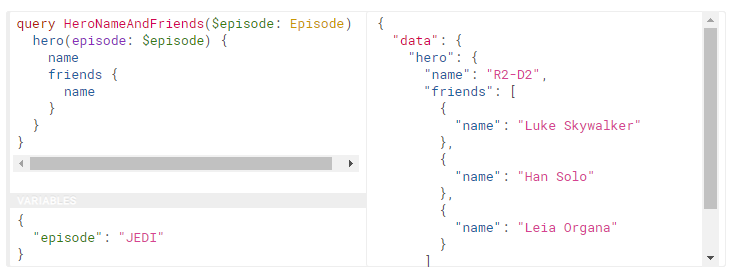 query HeroNameAndFriends($episode: Episode)
  hero(episode: $episode) {
    name
    friends {
      name
    }
  }
}
VARIABLES
{
  "episode": "JEDI"
}
{
  "data": {
    "hero": {
      "name": "R2-D2",
      "friends": [
        {
          "name": "Luke Skywalker"
        },
        {
          "name": "Han Solo"
        },
        {
          "name": "Leia Organa"
        }
      ]